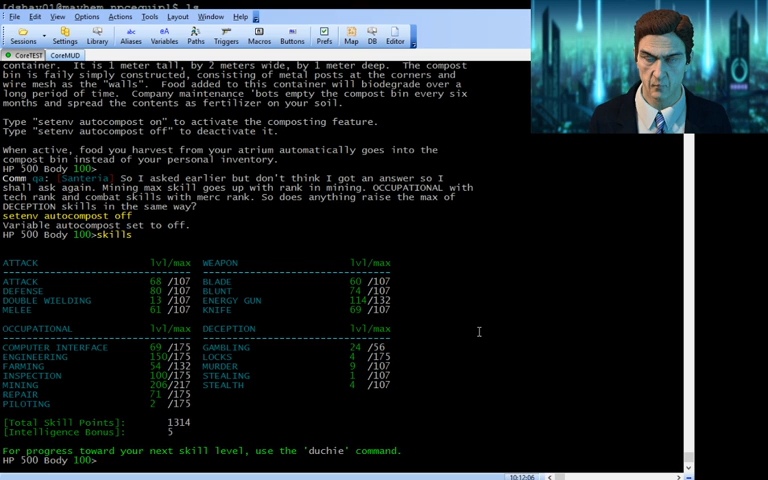 [dshay01@mayhem npcequip]$ ls
File Edit View Options Actions Tools Layout Window Help
Sessions Settings Library Aliases Variables Paths Triggers Macros Buttons Prefs Map DB Editor
CoreTEST CoreMUD
container. It is 1 meter tall, by 2 meters wide, by 1 meter deep. The compost
bin is faily simply constructed, consisting of metal posts at the corners and
wire mesh as the "walls". Food added to this container will biodegrade over a
long period of time. Company maintenance 'bots empty the compost bin every six
months and spread the contents as fertilizer on your soil.
Type "setenv autocompost on" to activate the composting feature.
Type "setenv autocompost off" to deactivate it.
When active, food you harvest from your atrium automatically goes into the
compost bin instead of your personal inventory.
HP 500 Body 100>
Comm qa: [Santeria] So I asked earlier but don't think I got an answer so I
shall ask again. Mining max skill goes up with rank in mining. OCCUPATIONAL with
tech rank and combat skills with merc rank. So does anything raise the max of
DECEPTION skills in the same way?
setenv autocompost off
Variable autocompost set to off.
HP 500 Body 100>skills
ATTACK lvl/max WEAPON lvl/max
ATTACK 68 /107 BLADE 60 /107
DEFENSE 80 /107 BLUNT 74 /107
DOUBLE WIELDING 13 /107 ENERGY GUN 114/132
MELEE 61 /107 KNIFE 69 /107
OCCUPATIONAL lvl/max DECEPTION lvl/max
COMPUTER INTERFACE 69 /175 GAMBLING 24 /56
ENGINEERING 150/175 LOCKS 4 /175
FARMING 54 /132 MURDER 9 /107
INSPECTION 100/175 STEALING 1 /107
MINING 206/217 STEALTH 4 /107
REPAIR 71 /175
PILOTING 2 /175
[Total Skill Points]: 1314
[Intelligence Bonus]: 5
For progress toward your next skill level, use the 'duchie' command.
HP 500 Body 100>
10:12:06